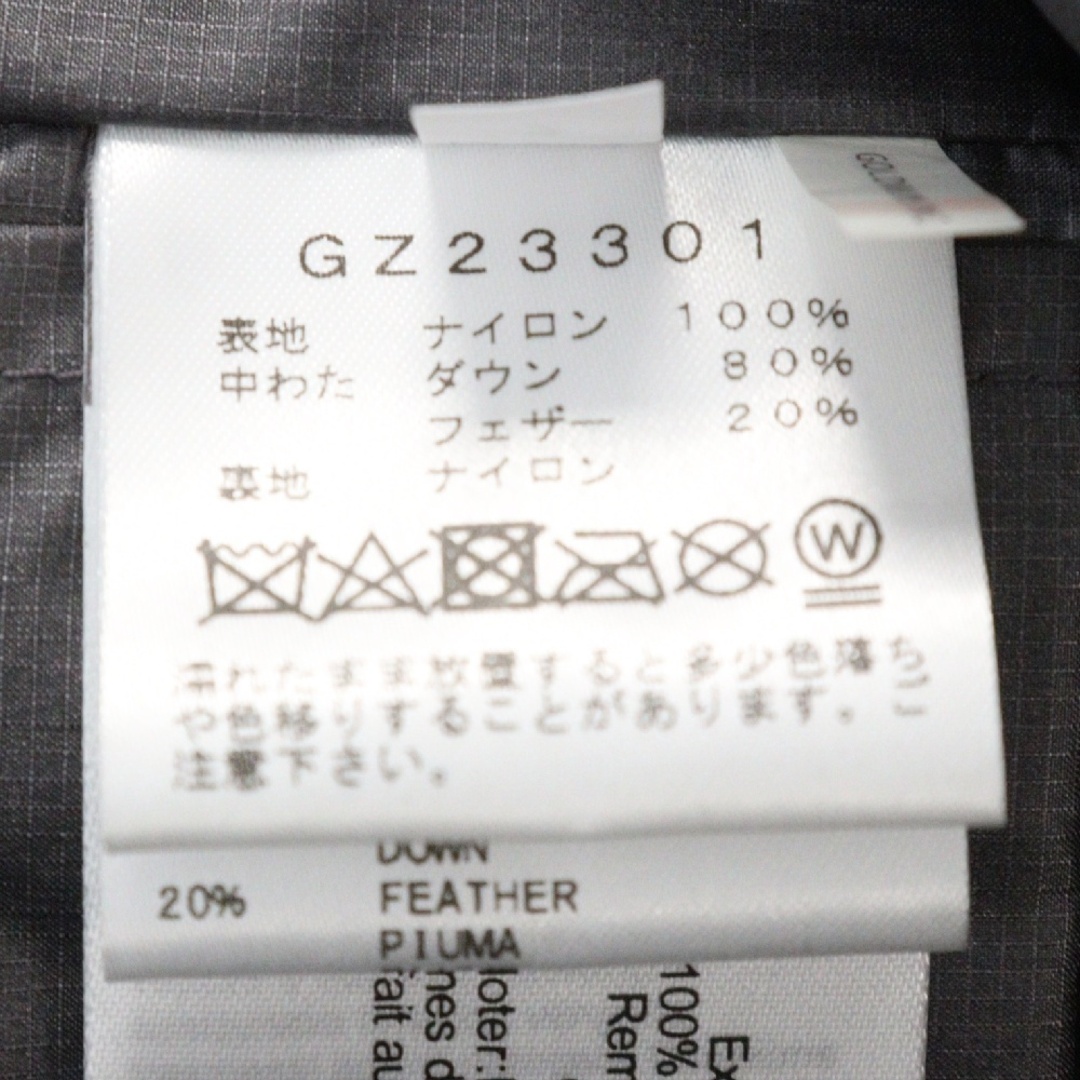 GZ23301
表地 ナイロン 100%
中わた ダウン 80%
フェザー 20%
裏地 ナイロン
W
濡れたまま放置すると多少色落ち
や色移りすることがあります。ご
注意下さい。
DOWN
20% FEATHER
PIUMA
100%